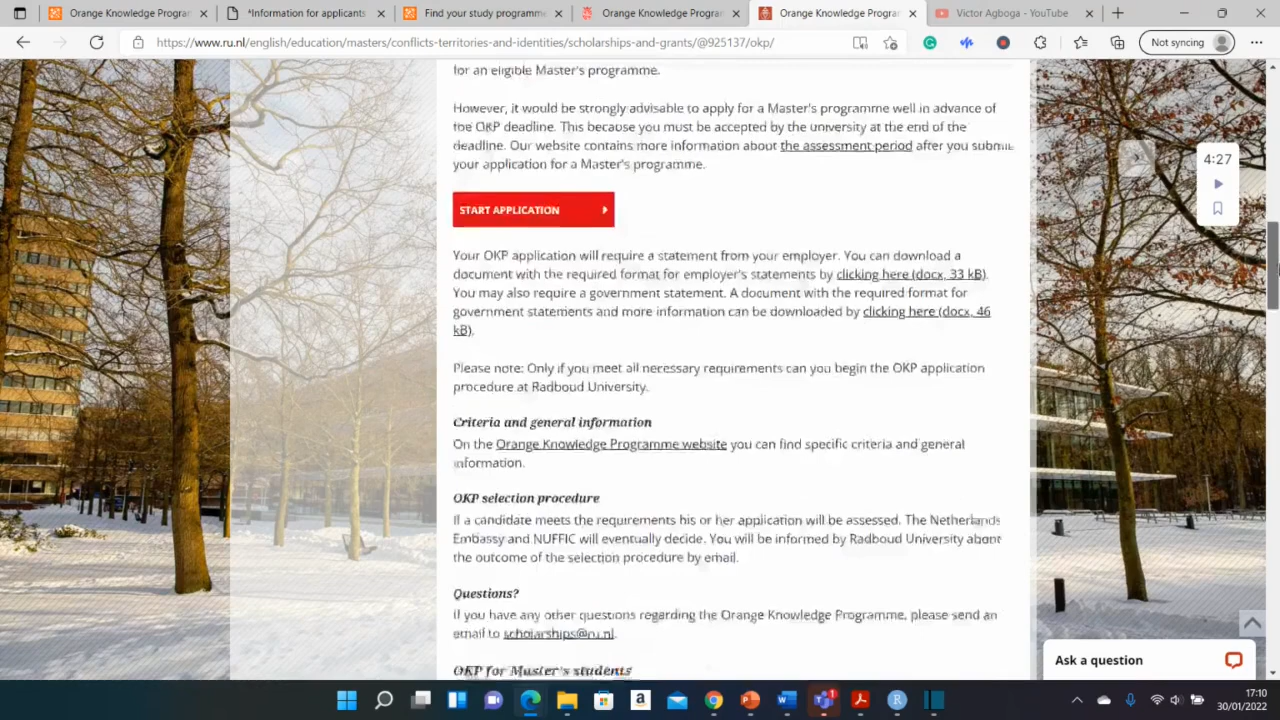 Orange Knowledge Progran
*Information for applicants
Find your study programme
Orange Knowledge Progran
Orange Knowledge Progran
Victor Agboga - YouTube
https://www.ru.nl/english/education/masters/conflicts-territories-and-identities/scholarships-and-grants/@925137/okp/
Not syncing
for an eligible Master's programme.
However, it would be strongly advisable to apply for a Master's programme well in advance of
the OKP deadline. This because you must be accepted by the unversity at the end of the
deadline. Our website contains more information about the assessment period after you submit
your application for a Master's programme.
4:27
START APPLICATION
Your OKP application will require a statement from your employer. You can download a
document with the required format for employer's statements by clicking here (docx, 33 kB).
You may also require a government statement. A document with the required format for
government statements and more information can be downloaded by clicking here (docx, 46
kB).
Please note: Only if you meet all necessary requirements can you begin the OKP application
procedure at Radboud University.
Criteria and general information
On the Orange Knowledge Programme website you can find specific criteria and general
information.
OKP selection procedure
If a candidate meets the requirements his or her application will be assessed. The Netherlands
Embassy and NUFFIC will eventually decide. You will be informed by Radboud University about
the outcome of the selection procedure by email.
Questions?
If you have any other questions regarding the Orange Knowledge Programme, please send an
email to scholarships@ru.nl.
OKP for Master's students
Ask a question
17:10
30/01/2022